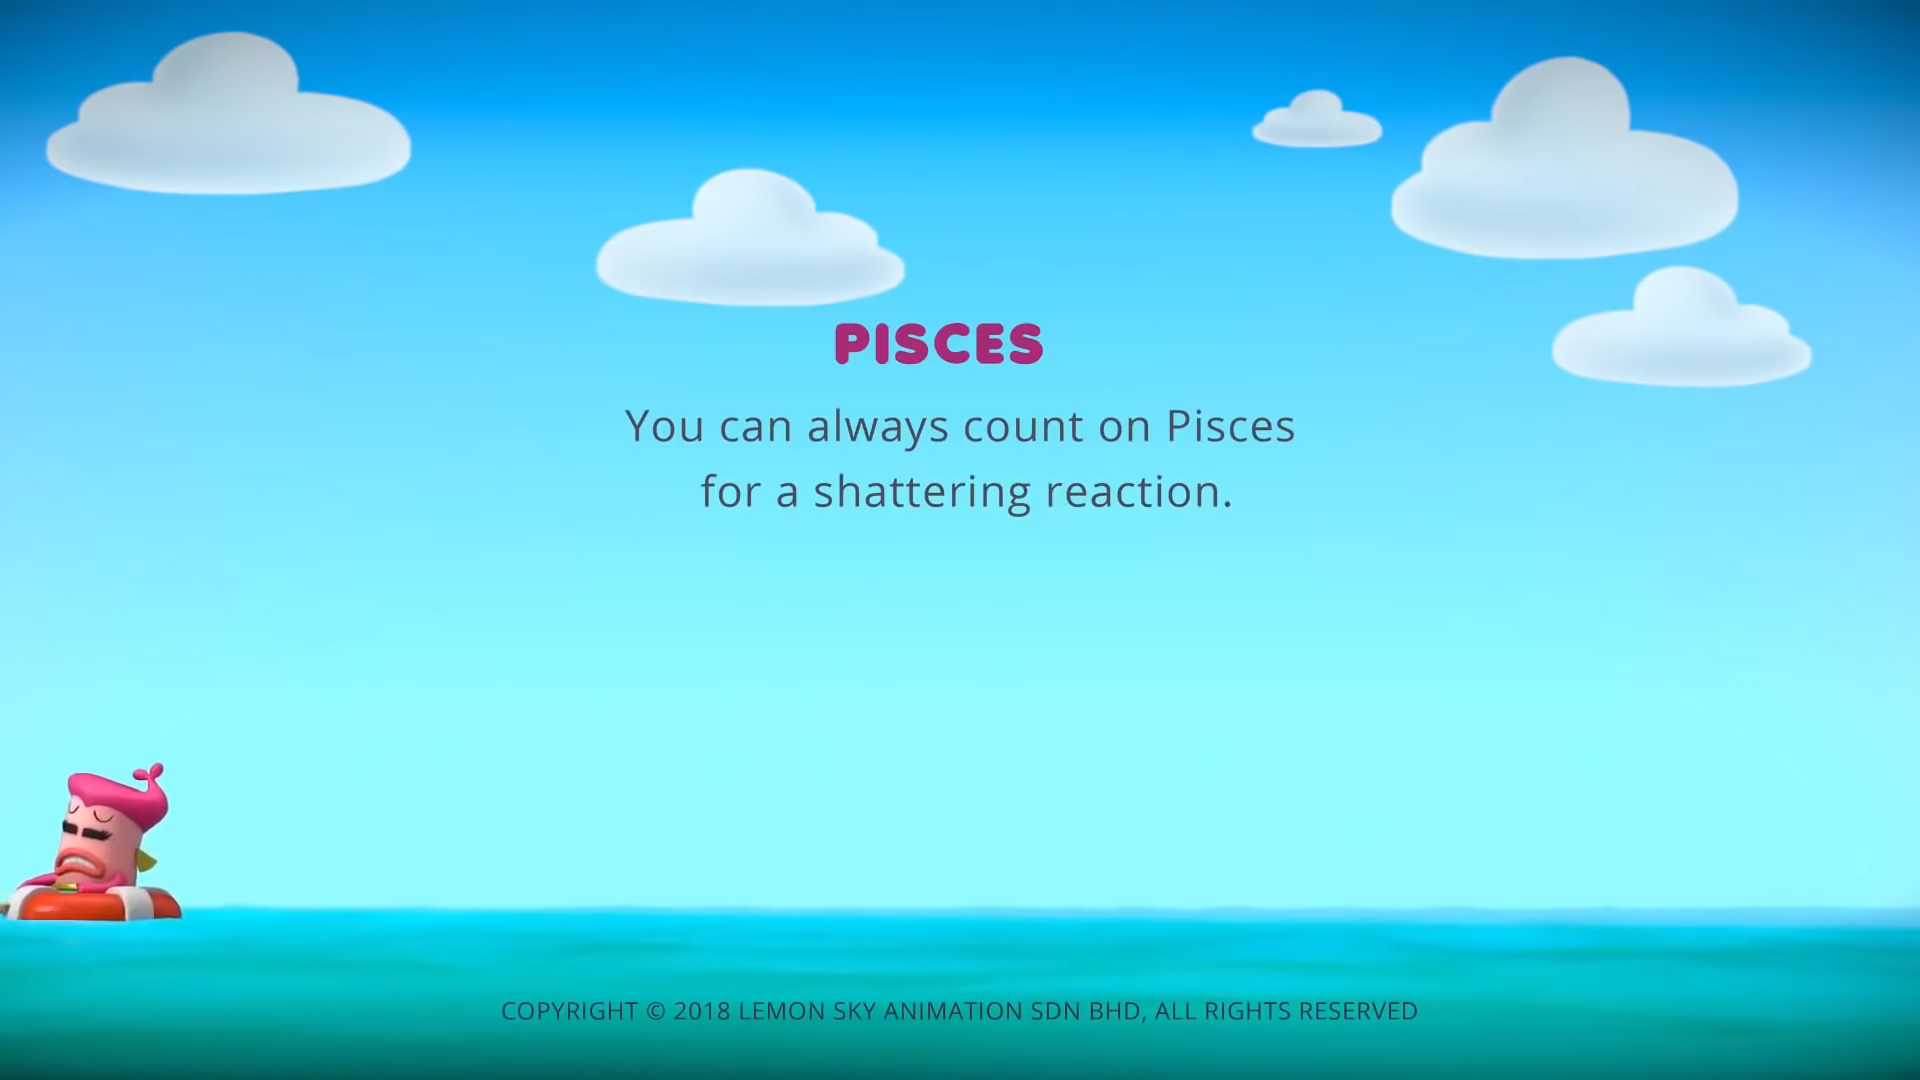 PISCES
You can always count on Pisces
for a shattering reaction.
COPYRIGHT © 2018 LEMON SKY ANIMATION SDN BHD, ALL RIGHTS RESERVED